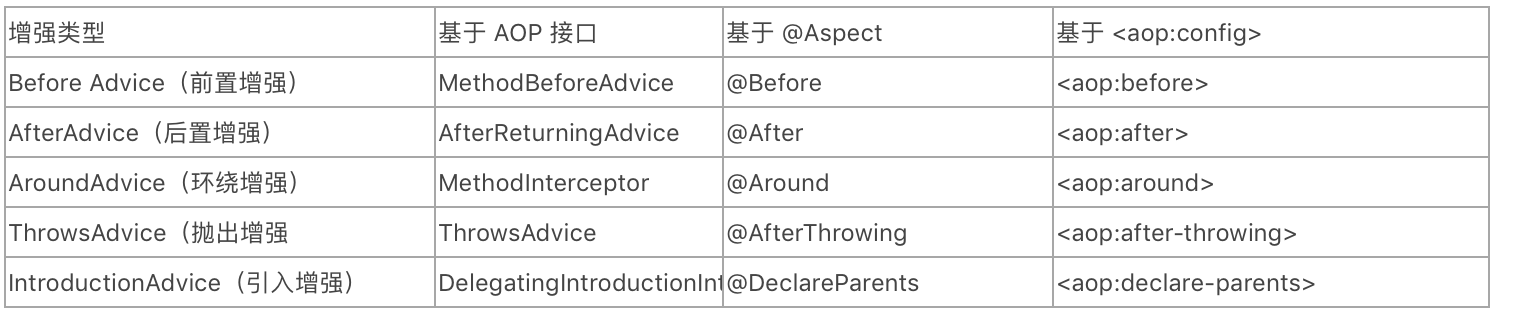 增强类型 基于 AOP 接口 基于 @Aspect 基于 <aop:config>
Before Advice（前置增强） MethodBeforeAdvice @Before <aop:before>
AfterAdvice（后置增强） AfterReturningAdvice @After <aop:after>
AroundAdvice（环绕增强） MethodInterceptor @Around <aop:around>
ThrowsAdvice（抛出增强 ThrowsAdvice @AfterThrowing <aop:after-throwing>
IntroductionAdvice（引入增强） DelegatingIntroductionInt @DeclareParents <aop:declare-parents>